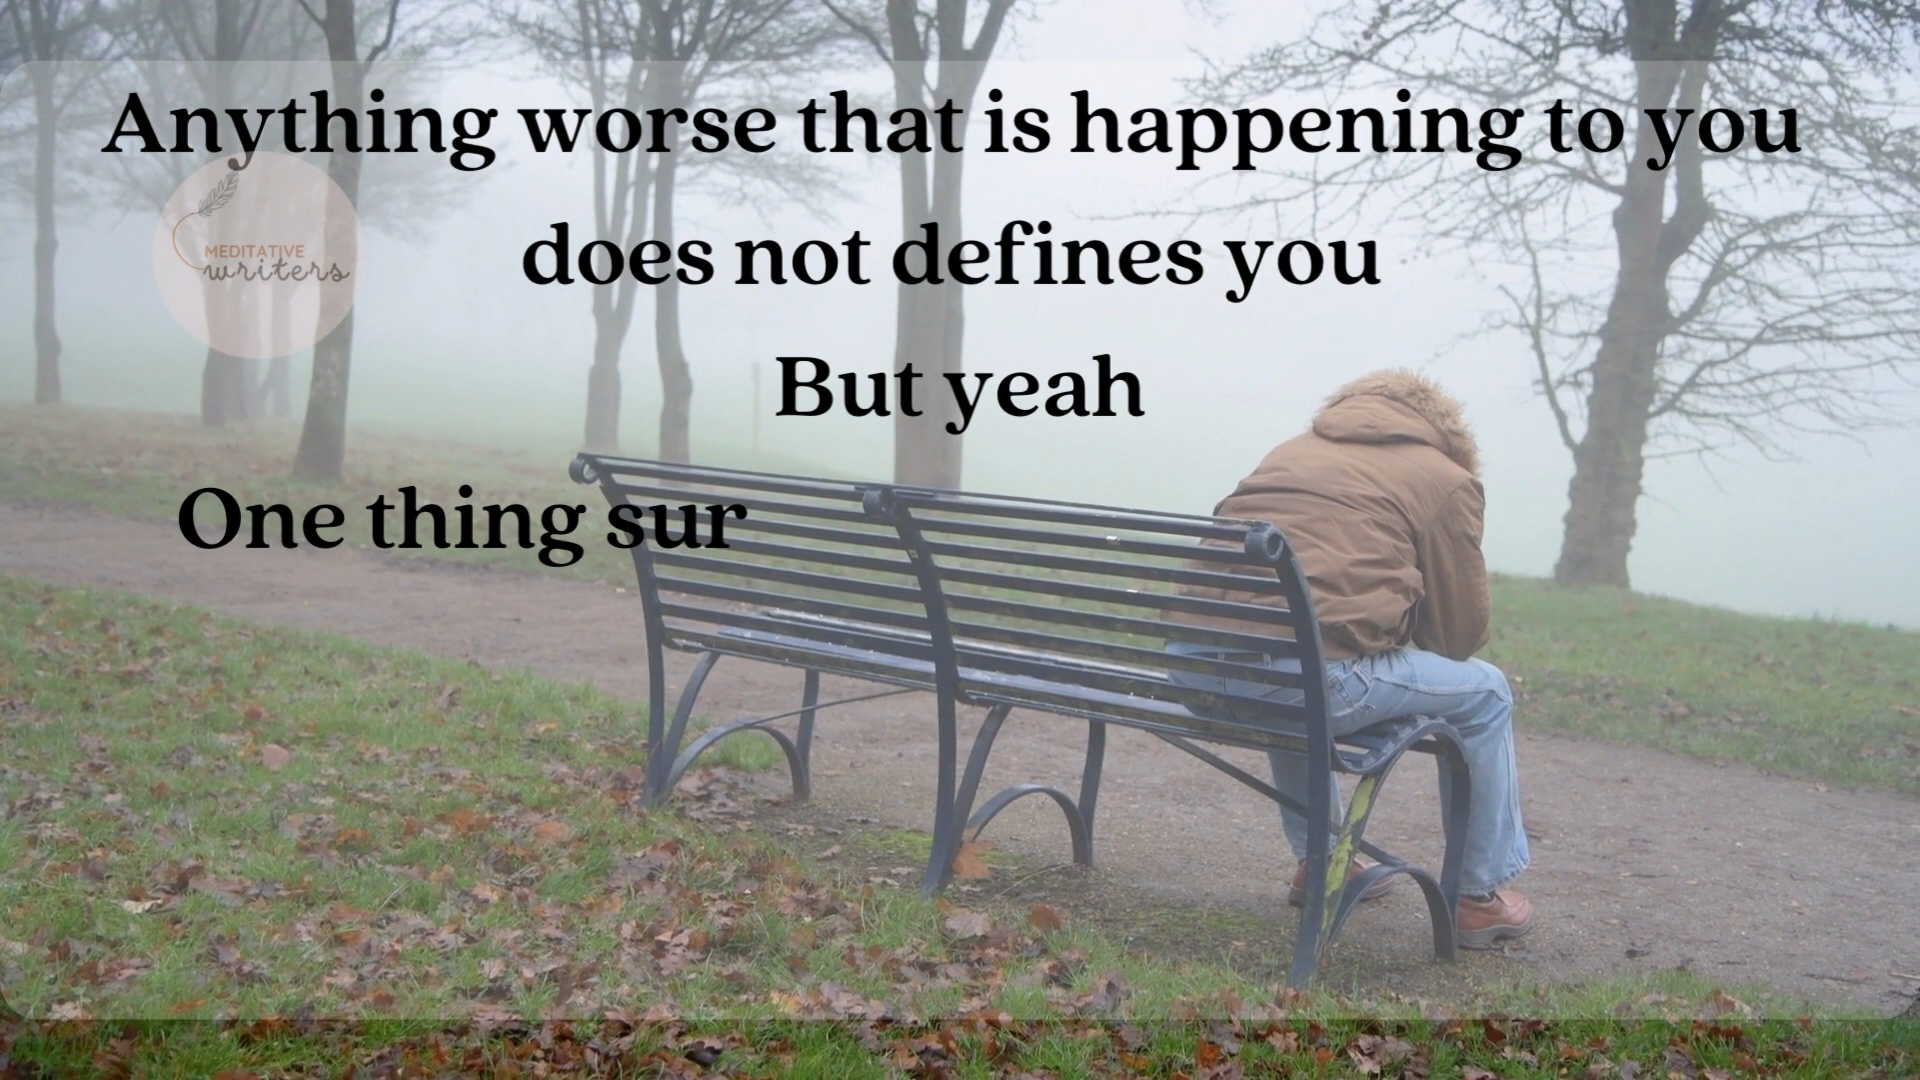 Anything worse that is happening to you
does not defines you
But yeah
One thing sur
MEDITATIVE
writers